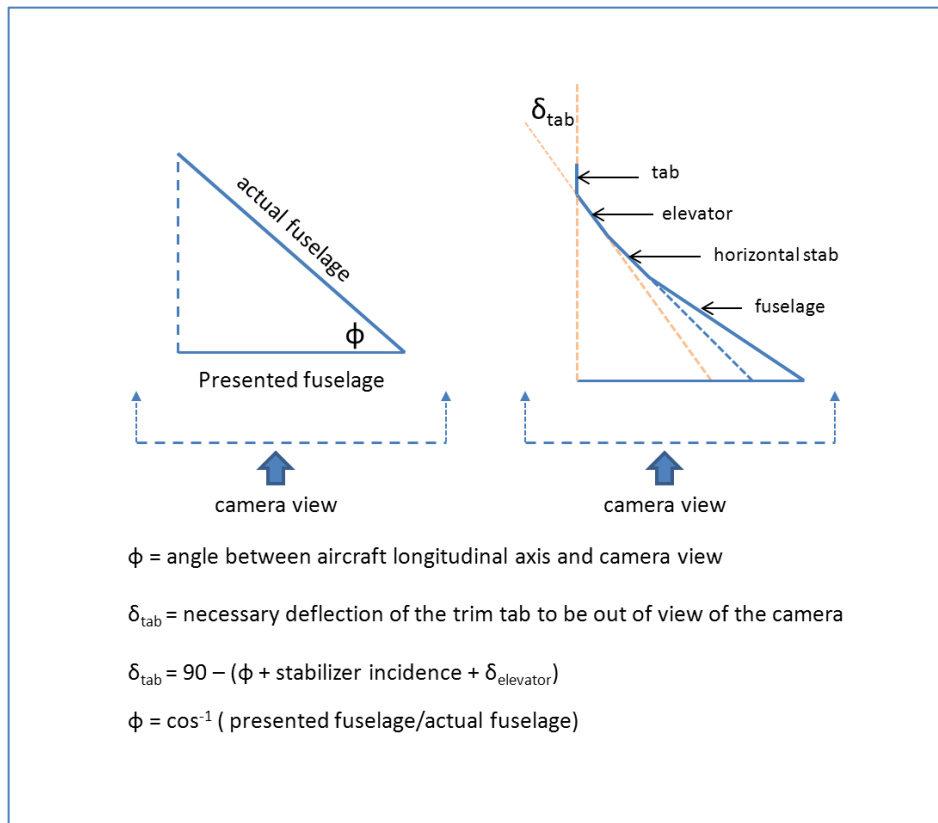 actual fuselage
ϕ
Presented fuselage
camera view
δtab
tab
elevator
horizontal stab
fuselage
camera view
ϕ = angle between aircraft longitudinal axis and camera view
δtab = necessary deflection of the trim tab to be out of view of the camera
δtab = 90 – (ϕ + stabilizer incidence + δelevator)
ϕ = cos-1 ( presented fuselage/actual fuselage)